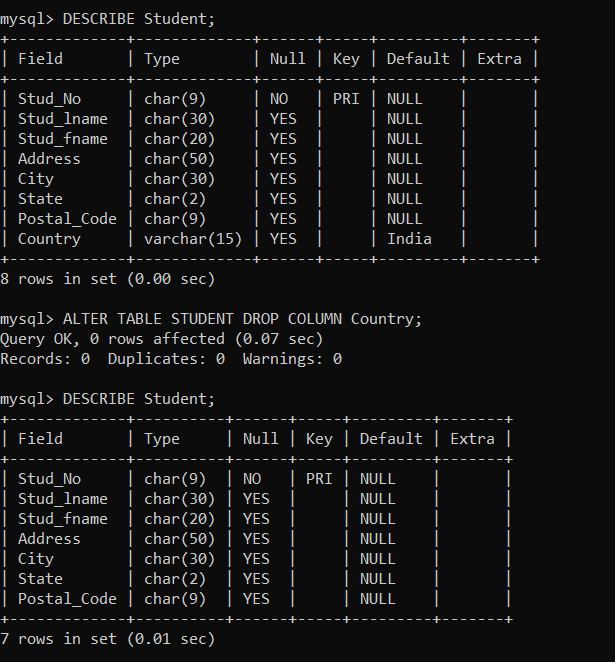 mysql> DESCRIBE Student;
+-------------+-------------+------+-----+---------+-------+
| Field       | Type        | Null | Key | Default | Extra |
+-------------+-------------+------+-----+---------+-------+
| Stud_No     | char(9)     | NO   | PRI | NULL    |       |
| Stud_lname  | char(30)    | YES  |     | NULL    |       |
| Stud_fname  | char(20)    | YES  |     | NULL    |       |
| Address     | char(50)    | YES  |     | NULL    |       |
| City        | char(30)    | YES  |     | NULL    |       |
| State       | char(2)     | YES  |     | NULL    |       |
| Postal_Code | char(9)     | YES  |     | NULL    |       |
| Country     | varchar(15) | YES  |     | India   |       |
+-------------+-------------+------+-----+---------+-------+
8 rows in set (0.00 sec)

mysql> ALTER TABLE STUDENT DROP COLUMN Country;
Query OK, 0 rows affected (0.07 sec)
Records: 0  Duplicates: 0  Warnings: 0

mysql> DESCRIBE Student;
+-------------+----------+------+-----+---------+-------+
| Field       | Type     | Null | Key | Default | Extra |
+-------------+----------+------+-----+---------+-------+
| Stud_No     | char(9)  | NO   | PRI | NULL    |       |
| Stud_lname  | char(30) | YES  |     | NULL    |       |
| Stud_fname  | char(20) | YES  |     | NULL    |       |
| Address     | char(50) | YES  |     | NULL    |       |
| City        | char(30) | YES  |     | NULL    |       |
| State       | char(2)  | YES  |     | NULL    |       |
| Postal_Code | char(9)  | YES  |     | NULL    |       |
+-------------+----------+------+-----+---------+-------+
7 rows in set (0.01 sec)